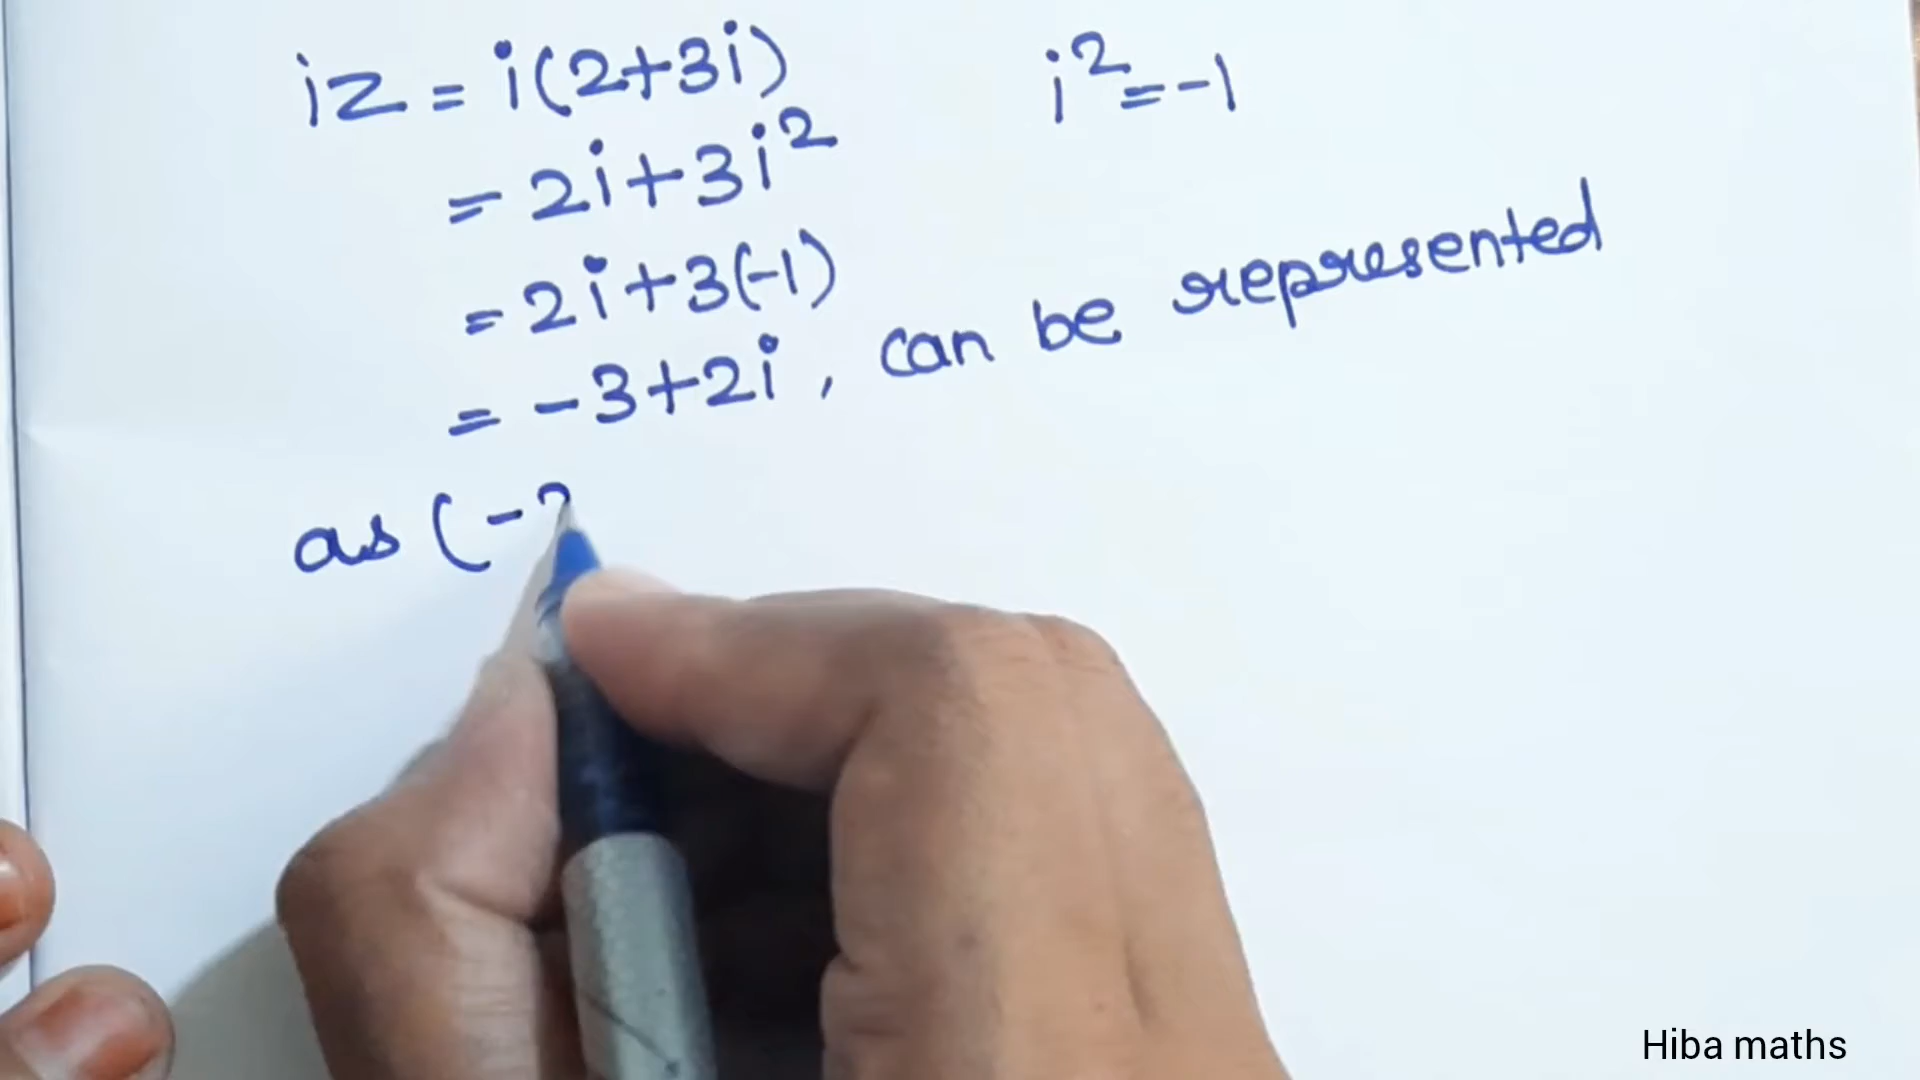 iz = i(2+3i) i² = -1
= 2i+3i²
= 2i+3(-1)
= -3+2i, can be represented
as (-
Hiba maths